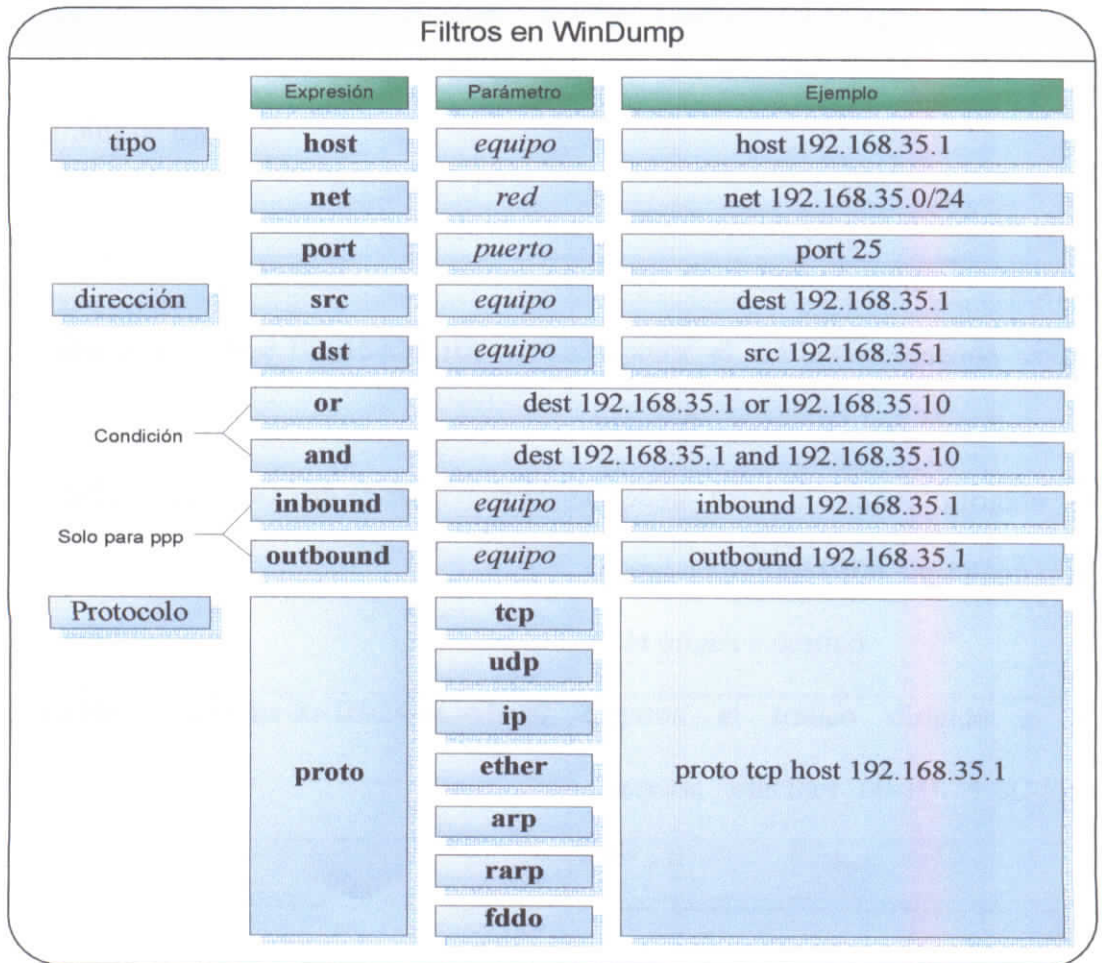 Filtros en WinDump
Expresión Parámetro Ejemplo
tipo host equipo host 192.168.35.1
net red net 192.168.35.0/24
port puerto port 25
dirección src equipo dest 192.168.35.1
dst equipo src 192.168.35.1
or dest 192.168.35.1 or 192.168.35.10
Condición
and dest 192.168.35.1 and 192.168.35.10
inbound equipo inbound 192.168.35.1
Solo para ppp
outbound equipo outbound 192.168.35.1
Protocolo
proto
tcp
udp
ip
ether
arp
rarp
fddo
proto tcp host 192.168.35.1